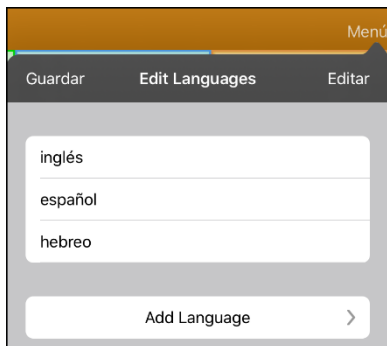 Menú
Guardar Edit Languages Editar
inglés
español
hebreo
Add Language